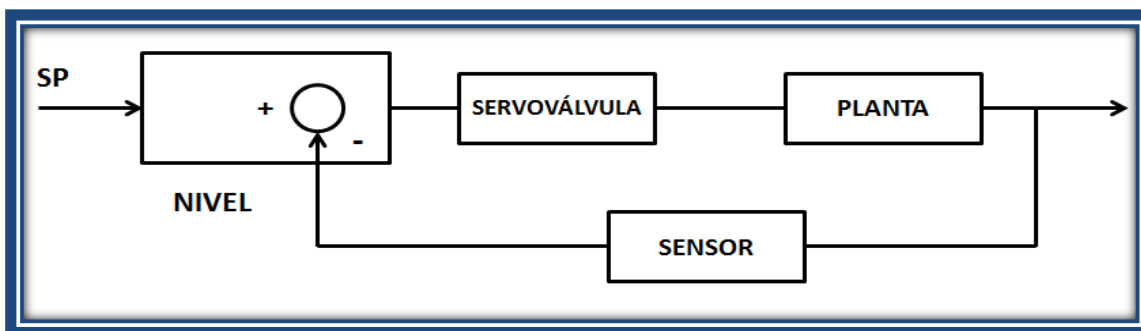 SP
+
-
SERVOVÁLVULA
PLANTA
NIVEL
SENSOR